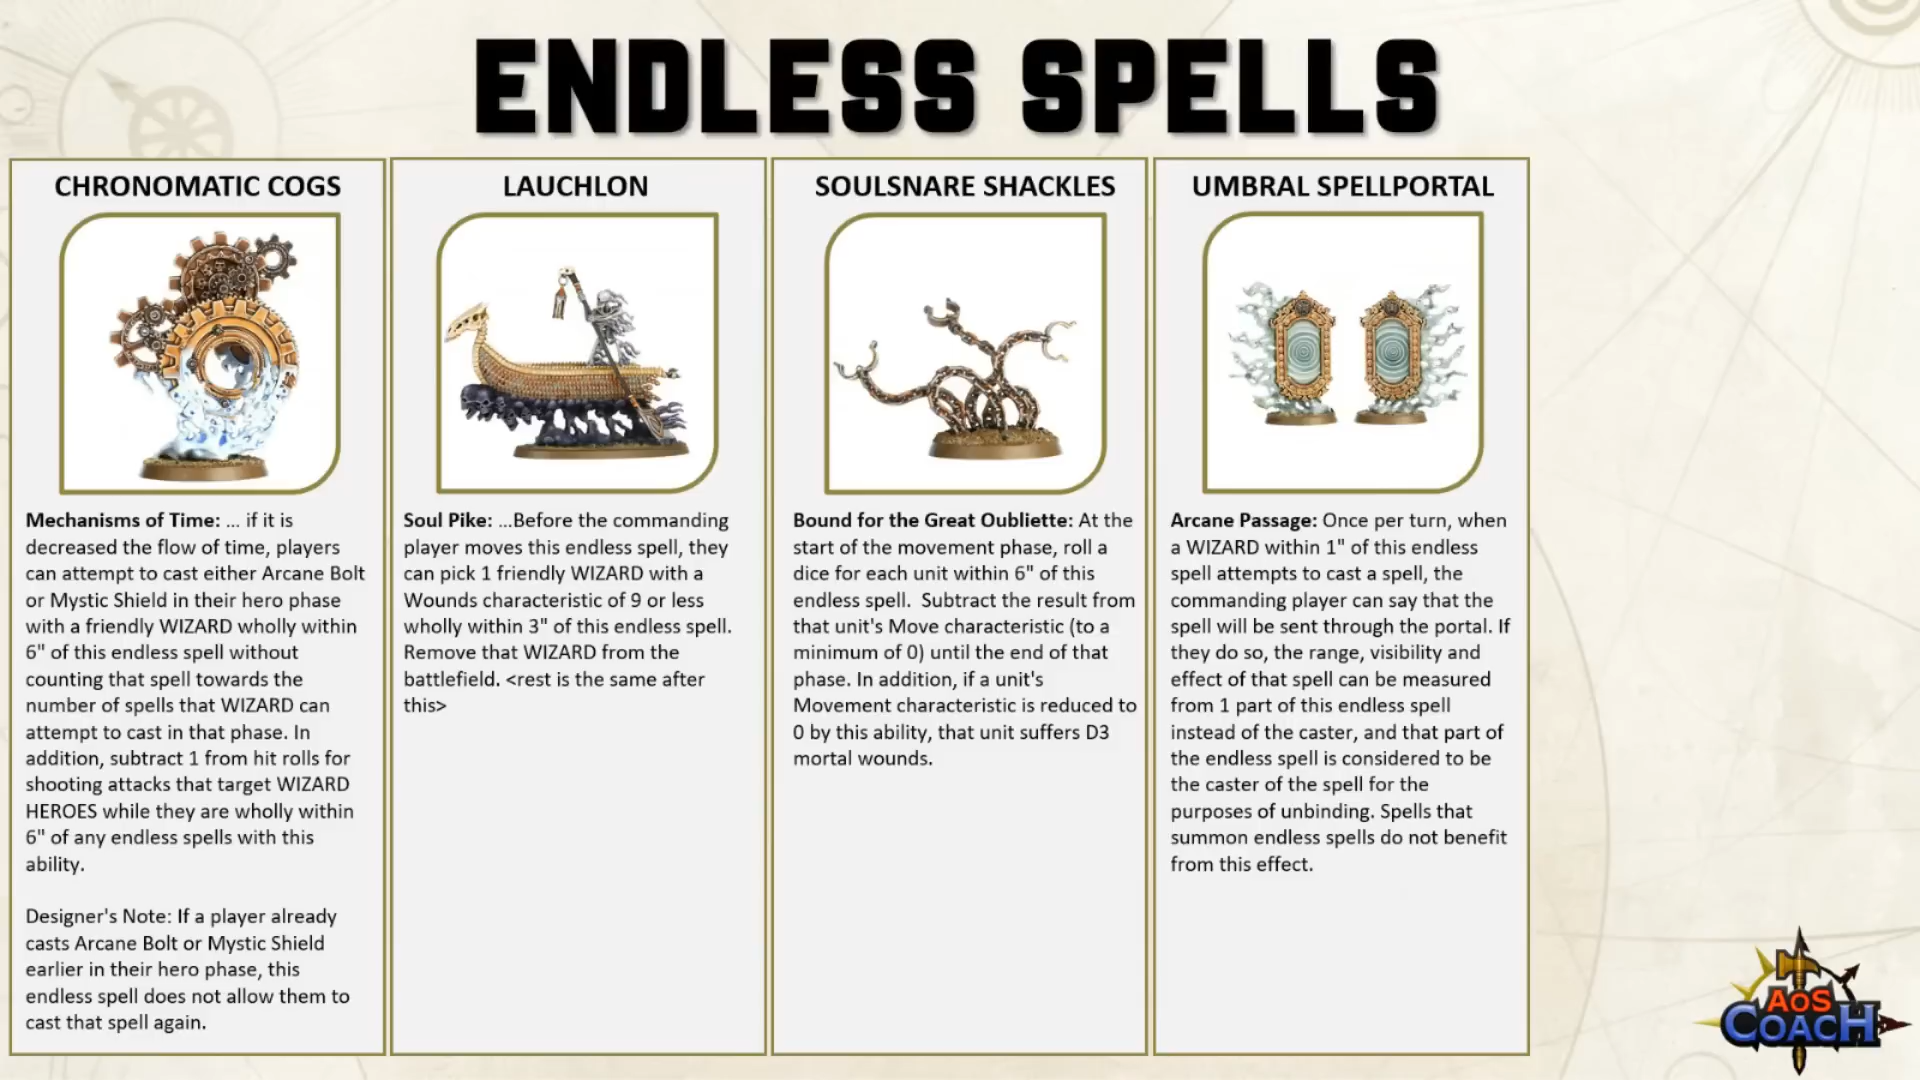 ENDLESS SPELLS
CHRONOMATIC COGS
Mechanisms of Time: ... if it is
decreased the flow of time, players
can attempt to cast either Arcane Bolt
or Mystic Shield in their hero phase
with a friendly WIZARD wholly within
6" of this endless spell without
counting that spell towards the
number of spells that WIZARD can
attempt to cast in that phase. In
addition, subtract 1 from hit rolls for
shooting attacks that target WIZARD
HEROES while they are wholly within
6" of any endless spells with this
ability.
Designer's Note: If a player already
casts Arcane Bolt or Mystic Shield
earlier in their hero phase, this
endless spell does not allow them to
cast that spell again.
LAUCHLON
Soul Pike: ...Before the commanding
player moves this endless spell, they
can pick 1 friendly WIZARD with a
Wounds characteristic of 9 or less
wholly within 3" of this endless spell.
Remove that WIZARD from the
battlefield. <rest is the same after
this>
SOULSNARE SHACKLES
Bound for the Great Oubliette: At the
start of the movement phase, roll a
dice for each unit within 6" of this
endless spell. Subtract the result from
that unit's Move characteristic (to a
minimum of 0) until the end of that
phase. In addition, if a unit's
Movement characteristic is reduced to
0 by this ability, that unit suffers D3
mortal wounds.
UMBRAL SPELLPORTAL
Arcane Passage: Once per turn, when
a WIZARD within 1" of this endless
spell attempts to cast a spell, the
commanding player can say that the
spell will be sent through the portal. If
they do so, the range, visibility and
effect of that spell can be measured
from 1 part of this endless spell
instead of the caster, and that part of
the endless spell is considered to be
the caster of the spell for the
purposes of unbinding. Spells that
summon endless spells do not benefit
from this effect.
AoS
COACH